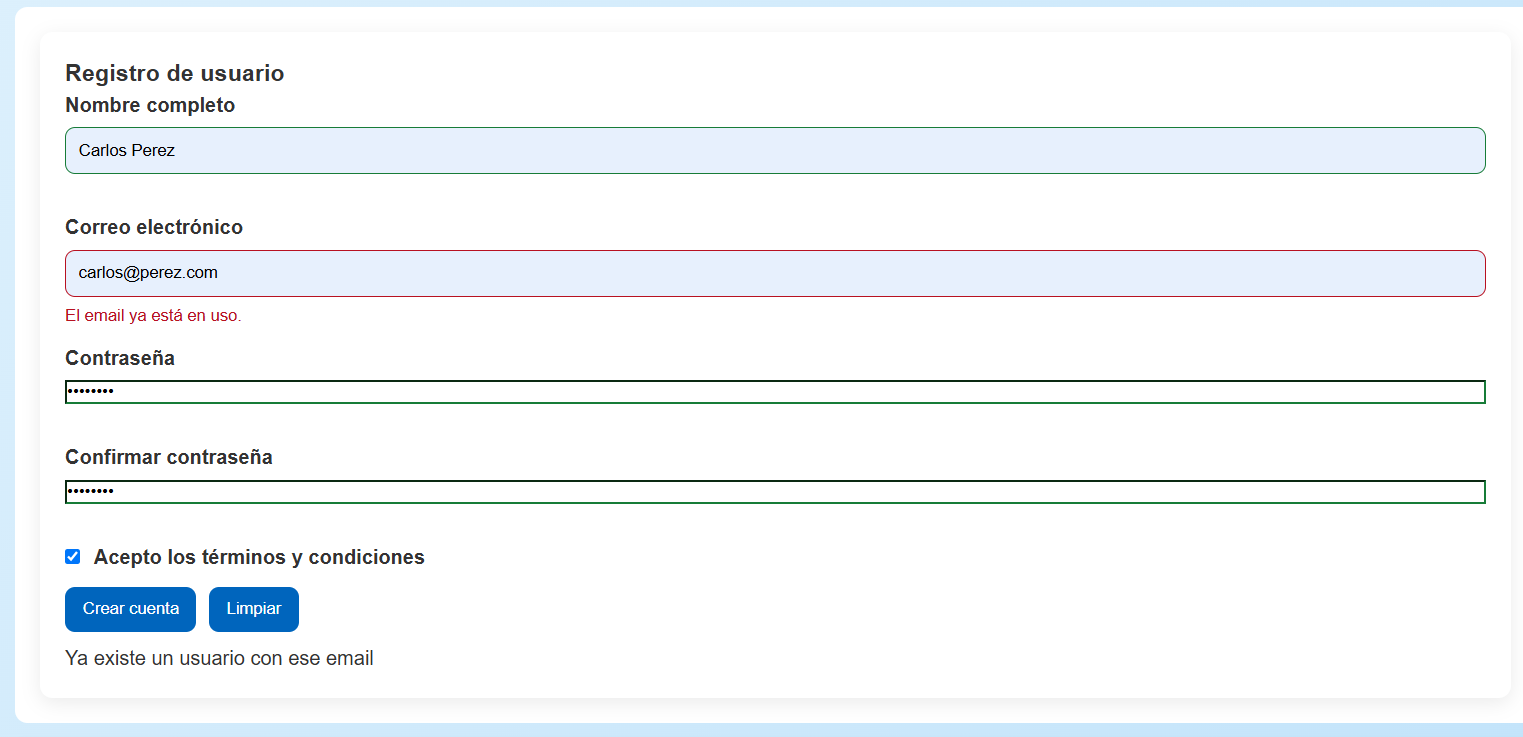 Registro de usuario
Nombre completo
Carlos Perez
Correo electrónico
carlos@perez.com
El email ya está en uso.
Contraseña
••••••••
Confirmar contraseña
••••••••
Acepto los términos y condiciones
Crear cuenta Limpiar
Ya existe un usuario con ese email